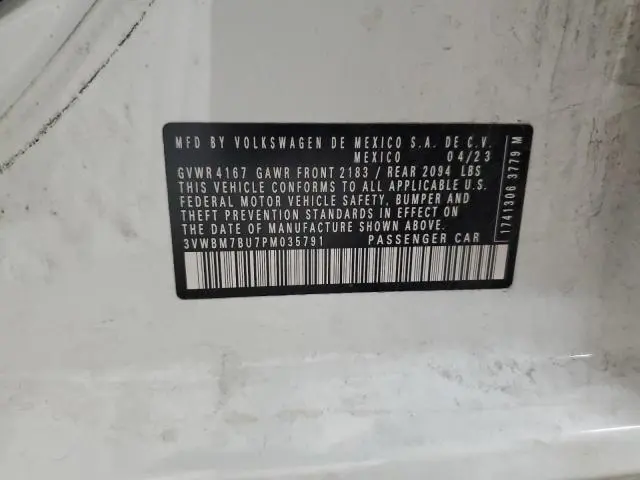 MFD BY VOLKSWAGEN DE MEXICO S.A. DE C.V.
MEXICO 04/23
GVWR 4167 GAWR FRONT 2183 / REAR 2094 LBS
THIS VEHICLE CONFORMS TO ALL APPLICABLE U.S.
FEDERAL MOTOR VEHICLE SAFETY, BUMPER AND
THEFT PREVENTION STANDARDS IN EFFECT ON
THE DATE OF MANUFACTURE SHOWN ABOVE.
3VWBM7BU7PM035791 PASSENGER CAR
1741306 3779 M